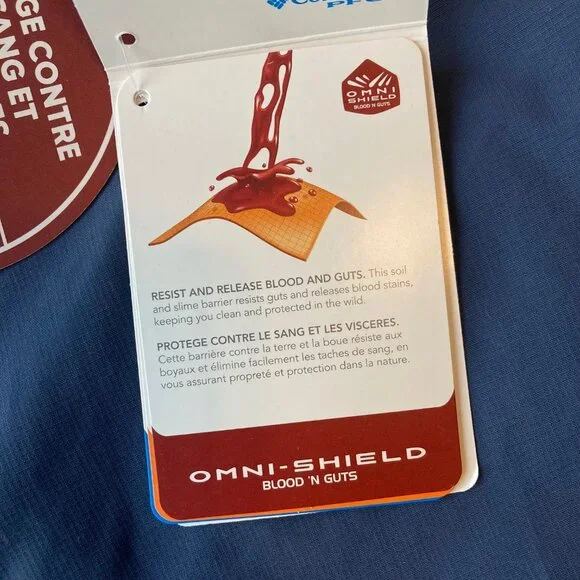 GE CONTRE
ANG ET
PFG
OMNI
SHIELD
BLOOD 'N GUTS
RESIST AND RELEASE BLOOD AND GUTS. This soil
and slime barrier resists guts and releases blood stains,
keeping you clean and protected in the wild.
PROTEGE CONTRE LE SANG ET LES VISCERES.
Cette barrière contre la terre et la boue résiste aux
boyaux et élimine facilement les taches de sang, en
vous assurant propreté et protection dans la nature.
OMNI-SHIELD
BLOOD 'N GUTS